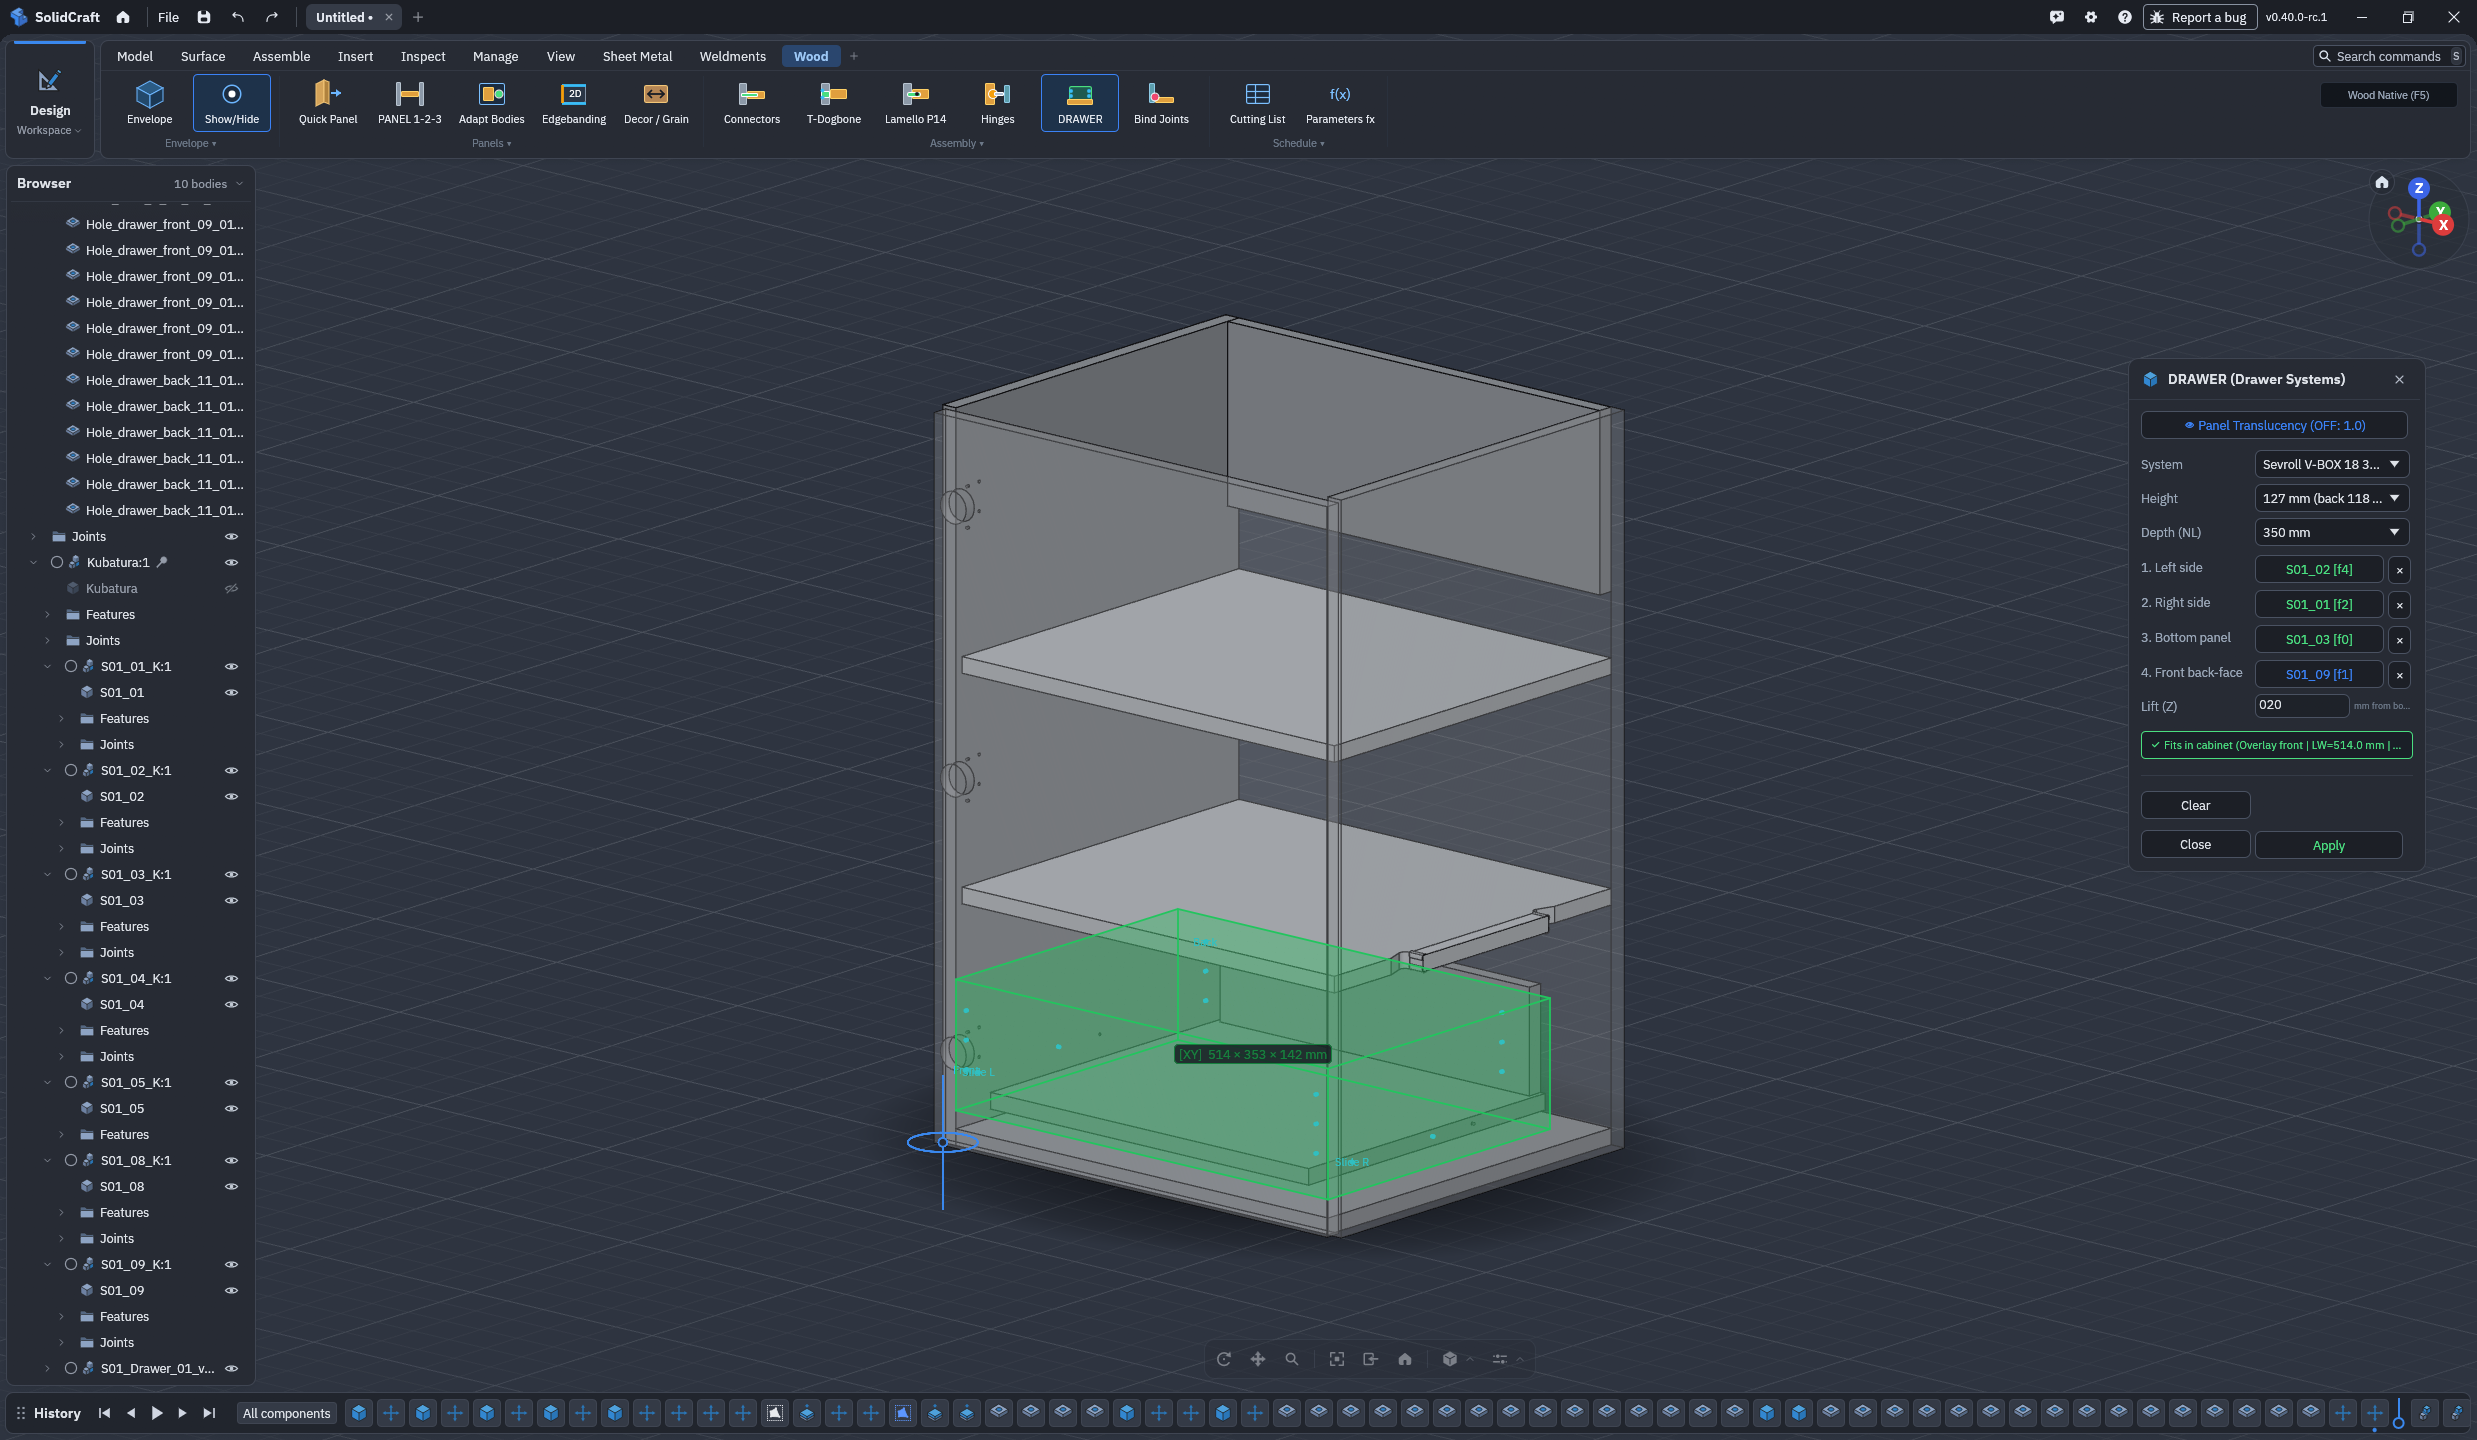 SolidCraft
File
Untitled •
Report a bug
v0.40.0-rc.1
Design
Workspace
Model
Surface
Assemble
Insert
Inspect
Manage
View
Sheet Metal
Weldments
Wood
Search commands
S
Envelope
Show/Hide
Quick Panel
PANEL 1-2-3
Adapt Bodies
2D
Edgebanding
Decor / Grain
Connectors
T-Dogbone
Lamello P14
Hinges
DRAWER
Bind Joints
Cutting List
f(x)
Parameters fx
Wood Native (F5)
Envelope
Panels
Assembly
Schedule
Browser
10 bodies
Hole_drawer_front_09_01...
Hole_drawer_front_09_01...
Hole_drawer_front_09_01...
Hole_drawer_front_09_01...
Hole_drawer_front_09_01...
Hole_drawer_front_09_01...
Hole_drawer_back_11_01...
Hole_drawer_back_11_01...
Hole_drawer_back_11_01...
Hole_drawer_back_11_01...
Hole_drawer_back_11_01...
Hole_drawer_back_11_01...
Joints
Kubatura:1
Kubatura
Features
Joints
S01_01_K:1
S01_01
Features
Joints
S01_02_K:1
S01_02
Features
Joints
S01_03_K:1
S01_03
Features
Joints
S01_04_K:1
S01_04
Features
Joints
S01_05_K:1
S01_05
Features
Joints
S01_08_K:1
S01_08
Features
Joints
S01_09_K:1
S01_09
Features
Joints
S01_Drawer_01_v...
Z
Y
X
[XY] 514 × 353 × 142 mm
Slide R
DRAWER (Drawer Systems)
Panel Translucency (OFF: 1.0)
System
Sevroll V-BOX 18 3...
Height
127 mm (back 118 ...
Depth (NL)
350 mm
1. Left side
S01_02 [f4]
2. Right side
S01_01 [f2]
3. Bottom panel
S01_03 [f0]
4. Front back-face
S01_09 [f1]
Lift (Z)
020
mm from bo...
✓ Fits in cabinet (Overlay front | LW=514.0 mm | ...
Clear
Close
Apply
History
All components